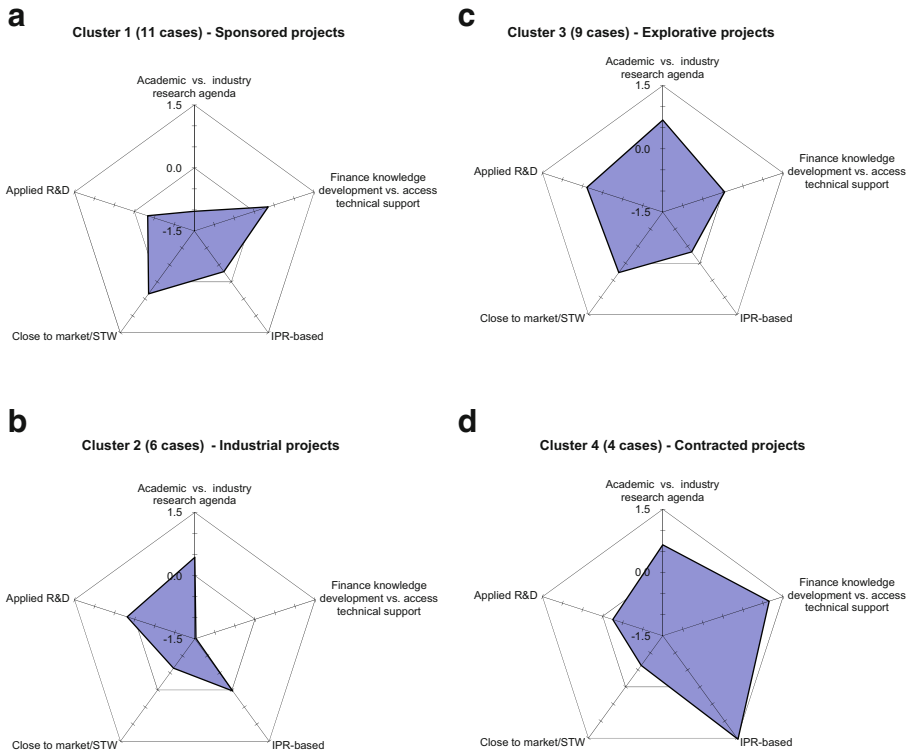 a
Cluster 1 (11 cases) - Sponsored projects
Academic vs. industry
research agenda
1.5
0.0
-1.5
Finance knowledge
development vs. access
technical support
Applied R&D
Close to market/STW
IPR-based
c
Cluster 3 (9 cases) - Explorative projects
Academic vs. industry
research agenda
1.5
0.0
-1.5
Finance knowledge
development vs. access
technical support
Applied R&D
Close to market/STW
IPR-based
b
Cluster 2 (6 cases) - Industrial projects
Academic vs. industry
research agenda
1.5
0.0
-1.5
Finance knowledge
development vs. access
technical support
Applied R&D
Close to market/STW
IPR-based
d
Cluster 4 (4 cases) - Contracted projects
Academic vs. industry
research agenda
1.5
0.0
-1.5
Finance knowledge
development vs. access
technical support
Applied R&D
Close to market/STW
IPR-based